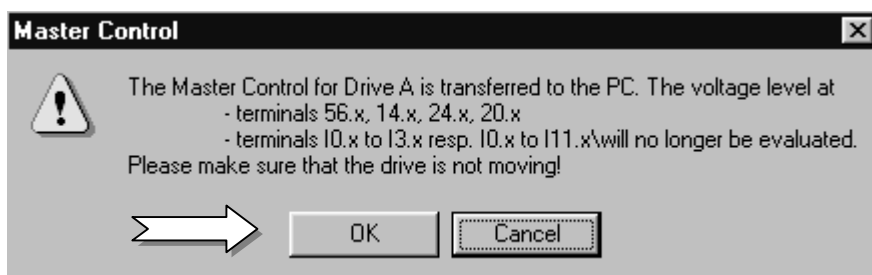 Master Control
The Master Control for Drive A is transferred to the PC. The voltage level at
- terminals 56.x, 14.x, 24.x, 20.x
- terminals I0.x to I3.x resp. I0.x to I11.x\will no longer be evaluated.
Please make sure that the drive is not moving!
OK
Cancel